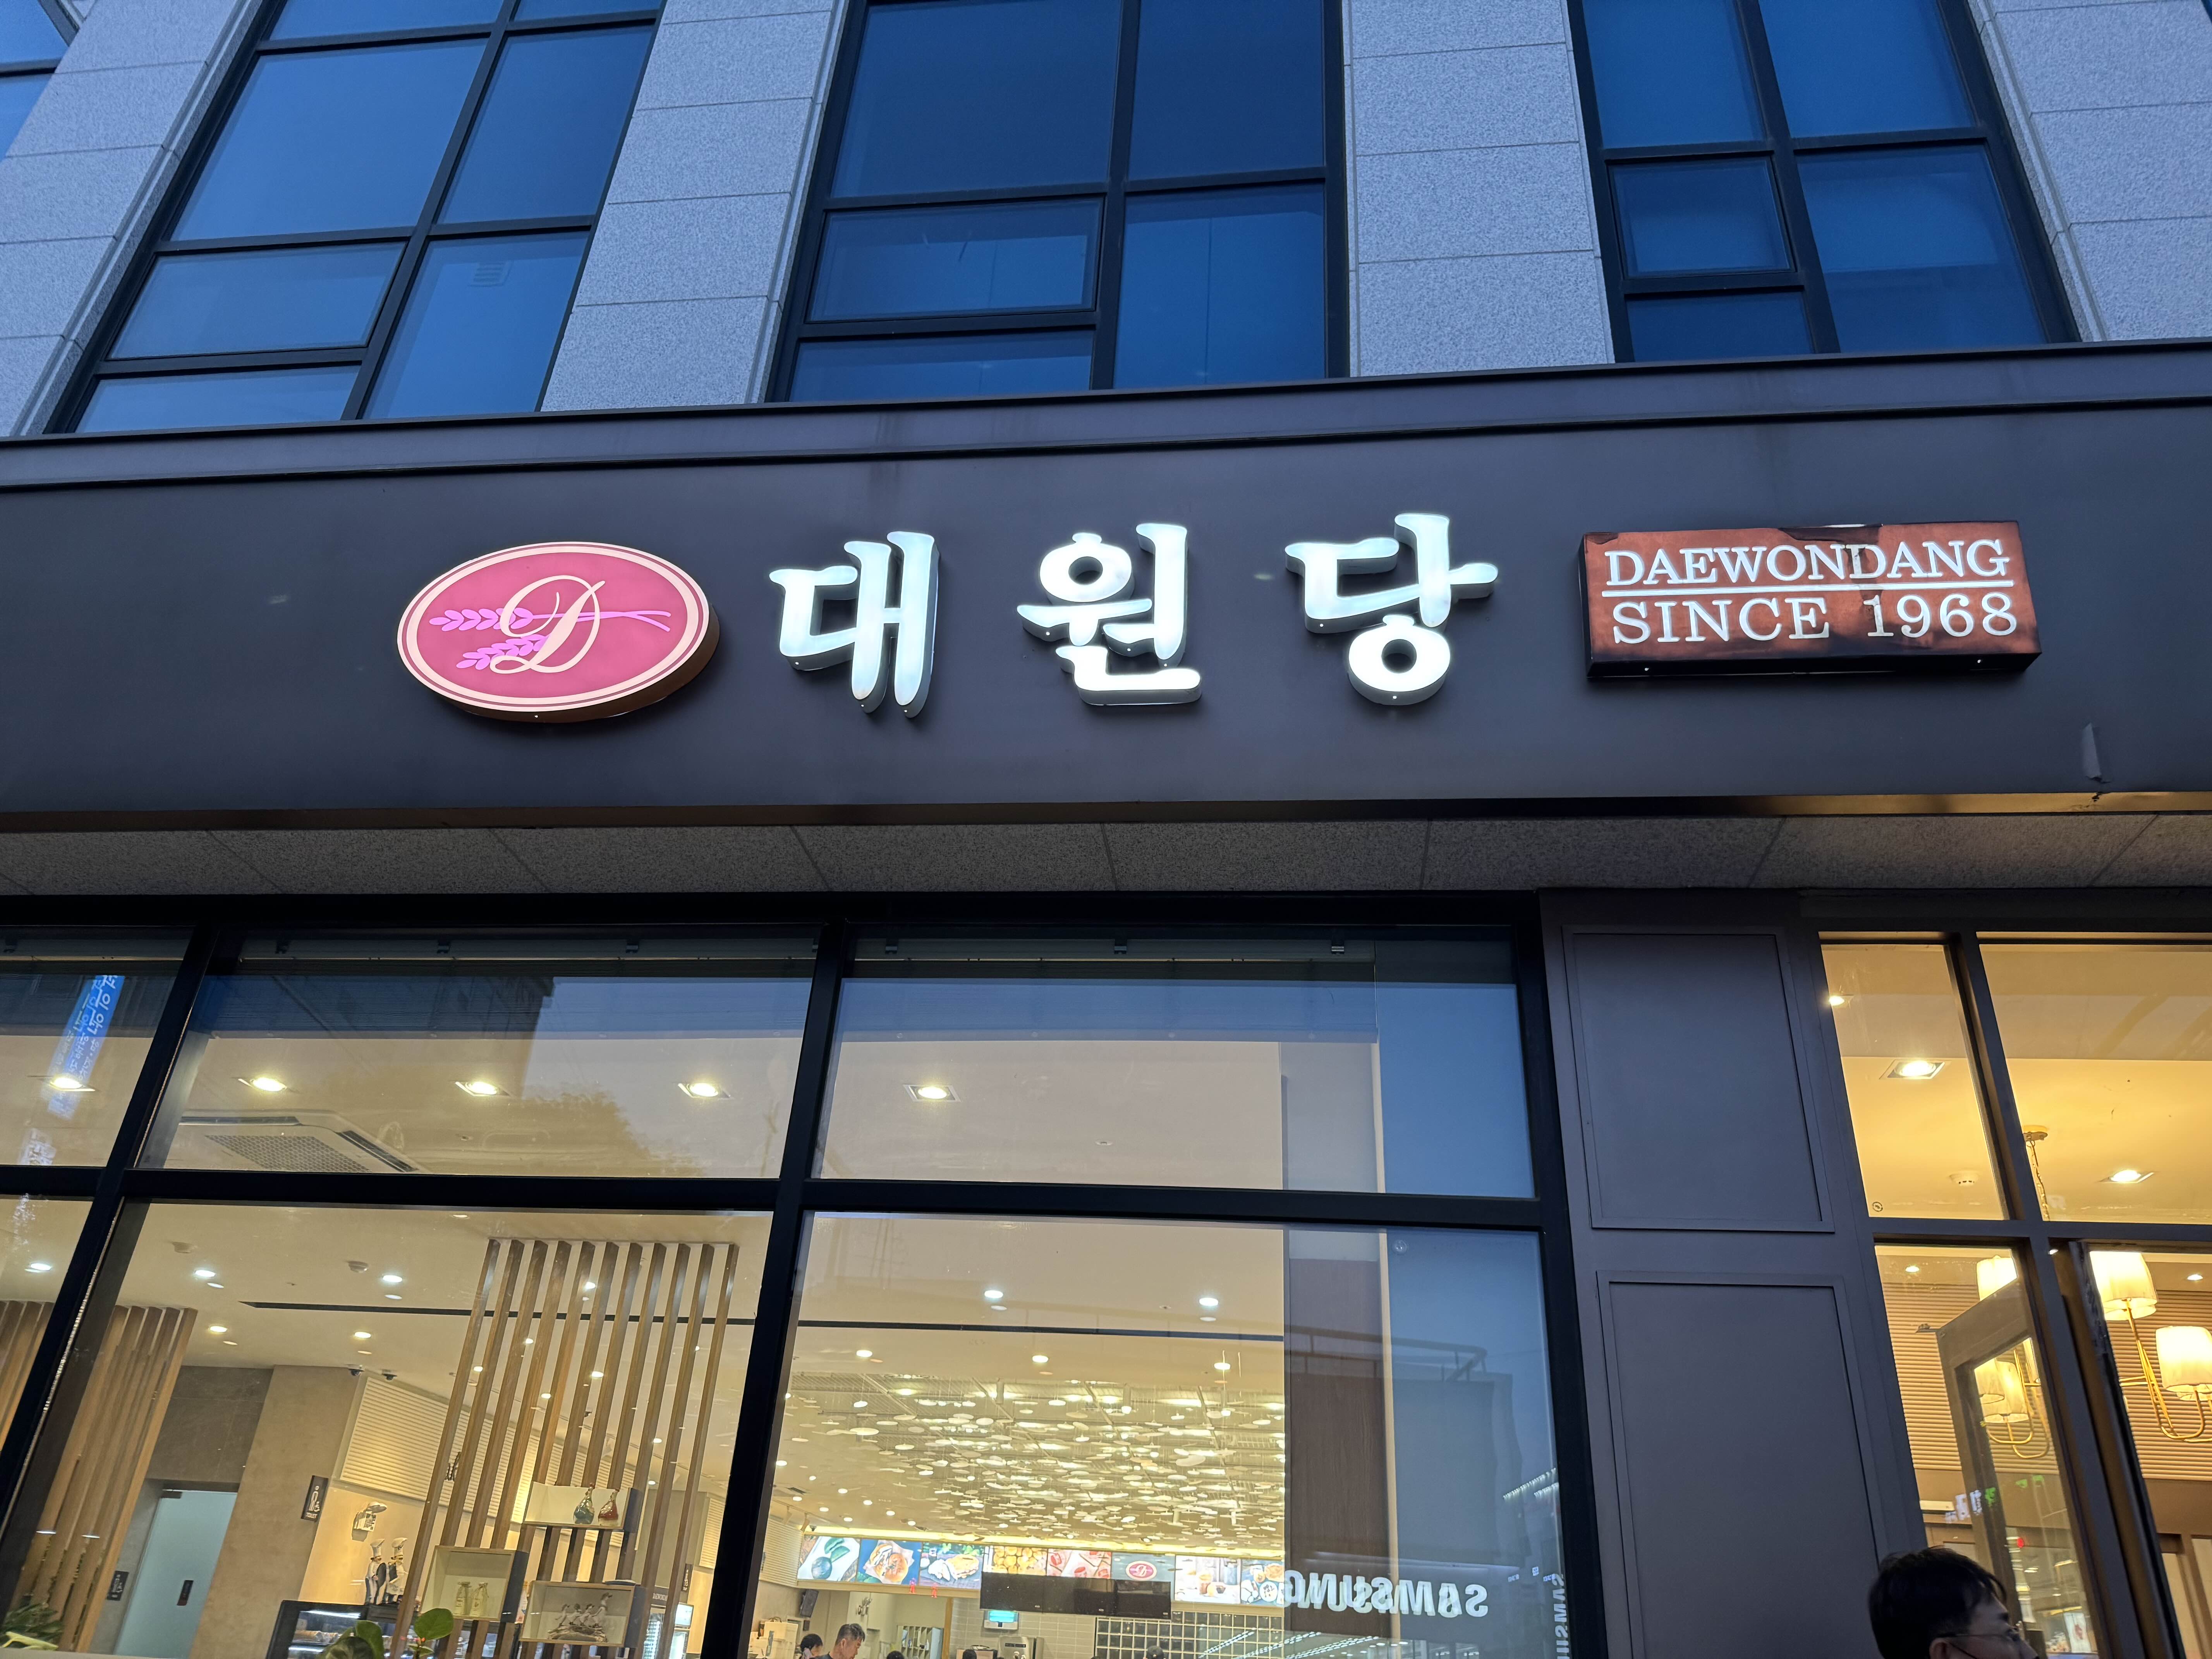 D
대원당
DAEWONDANG
SINCE 1968
SAMSUNG